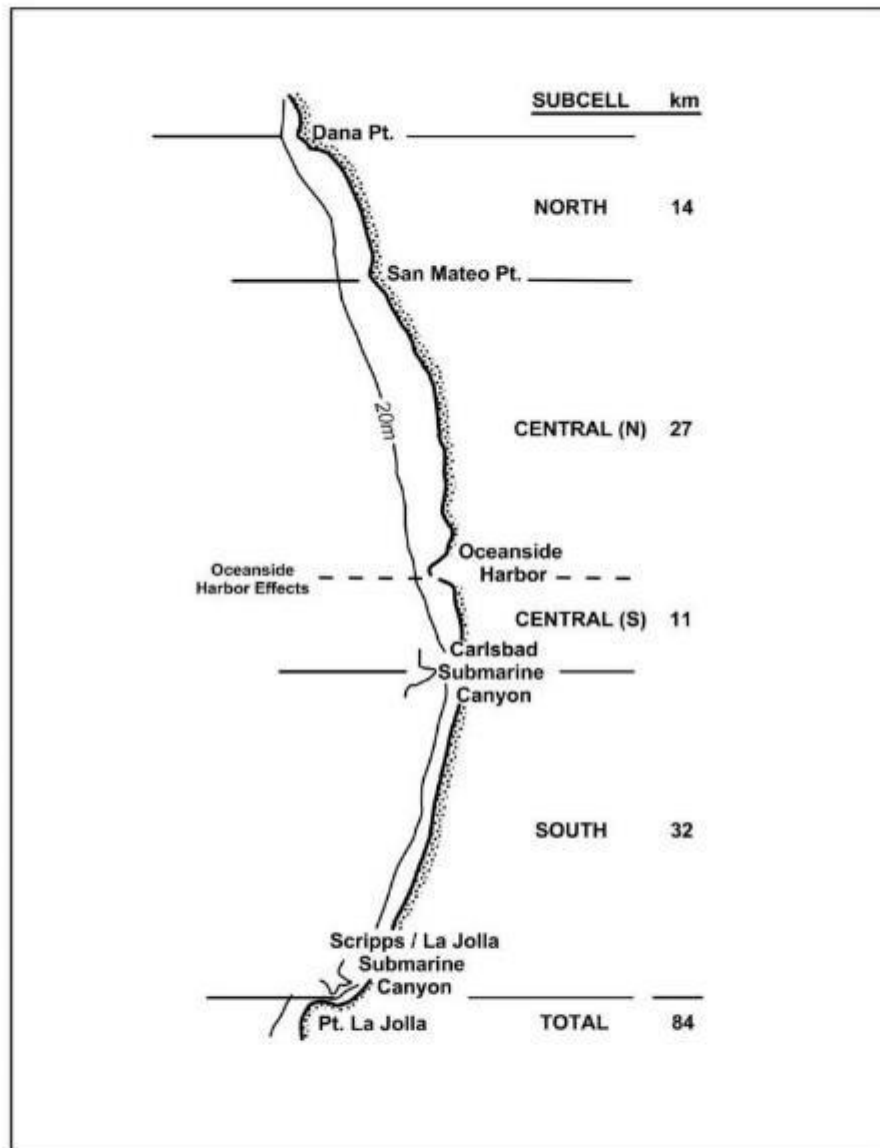 SUBCELL km
Dana Pt.
NORTH 14
San Mateo Pt.
20m
CENTRAL (N) 27
Oceanside
Harbor
Oceanside
Harbor Effects
CENTRAL (S) 11
Carlsbad
Submarine
Canyon
SOUTH 32
Scripps / La Jolla
Submarine
Canyon
Pt. La Jolla
TOTAL 84